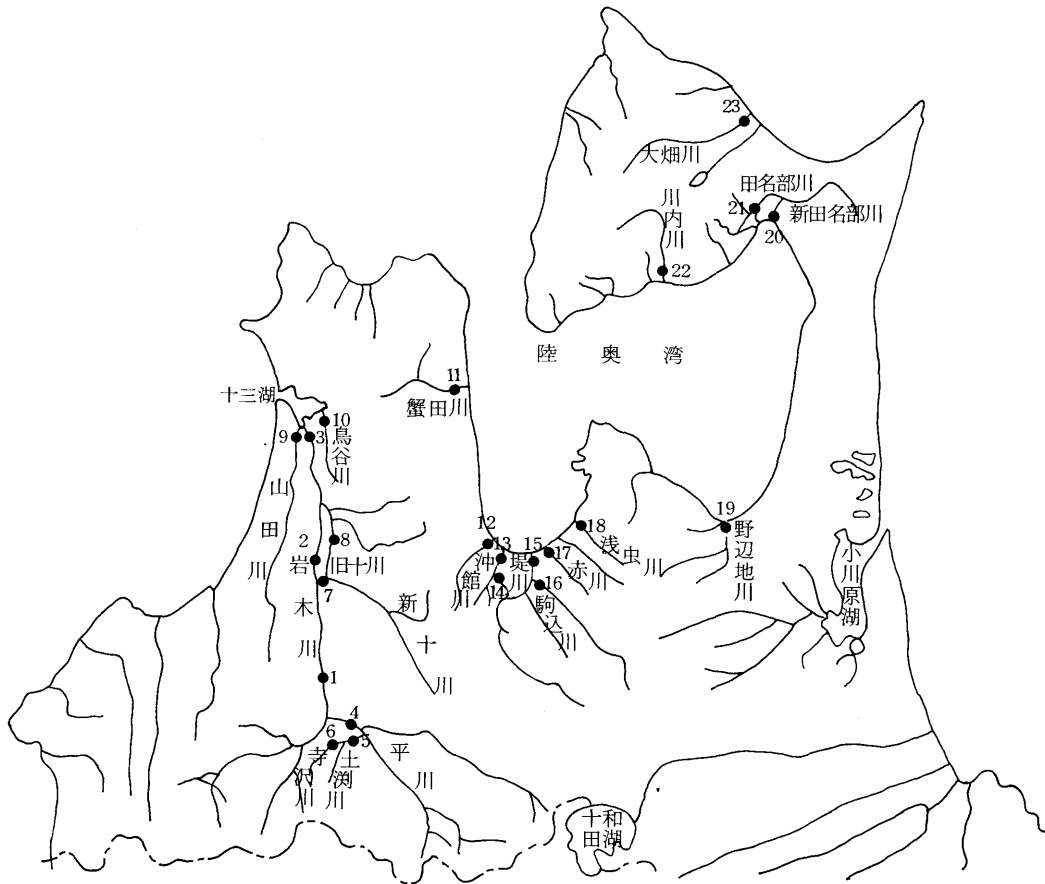 23
大畑川
田名部川
21
新田名部川
20
川内川
22
陸奥湾
十三湖
11
蟹田川
10
9
3
鳥谷川
山田川
2
8
岩木川
旧十川
7
新十川
1
12
13
沖館川
14
15
堤川
17
赤川
16
駒込川
18
浅虫川
19
野辺地川
小川原湖
4
6
5
寺沢川
土渕川
平川
十和
田湖